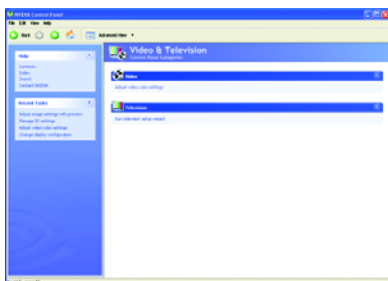 NVIDIA Control Panel
File Edit View Help
Back
Advanced View
Help
Contents
Index
Search
Contact NVIDIA
Recent Tasks
Adjust image settings with preview
Manage 3D settings
Adjust video color settings
Change display configuration
Video & Television
Control Panel Categories
Video
Adjust video color settings
Television
Run television setup wizard